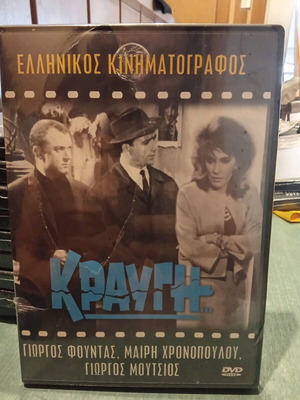 ΕΛΛΗΝΙΚΟΣ ΚΙΝΗΜΑΤΟΓΡΑΦΟΣ
ΚΡΑΥΓΗ...
ΓΙΩΡΓΟΣ ΦΟΥΝΤΑΣ, ΜΑΙΡΗ ΧΡΟΝΟΠΟΥΛΟΥ,
ΓΙΩΡΓΟΣ ΜΟΥΤΣΙΟΣ
DVD